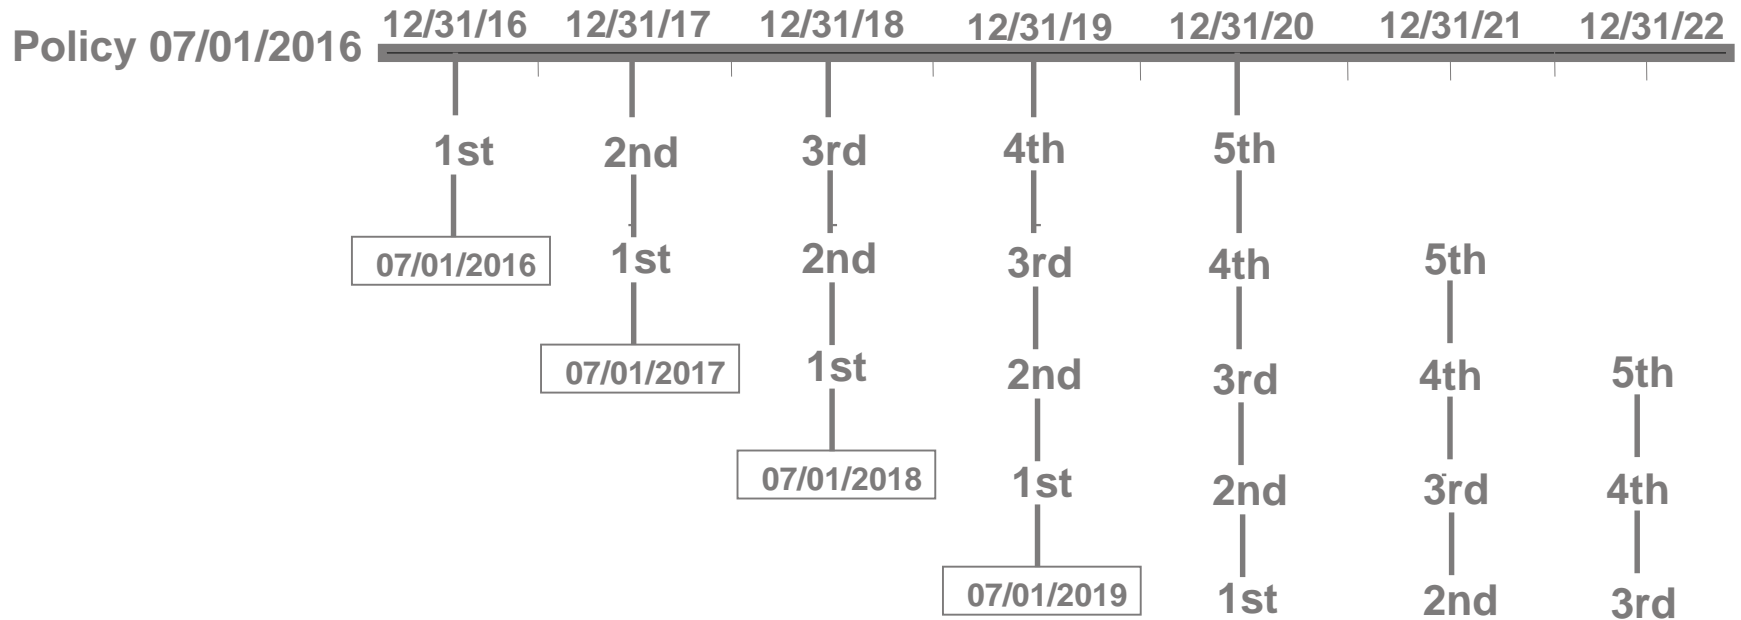 12/31/16 12/31/17 12/31/18 12/31/19 12/31/20 12/31/21 12/31/22
Policy 07/01/2016
1st 2nd 3rd 4th 5th
07/01/2016 1st 2nd 3rd 4th 5th
07/01/2017 1st 2nd 3rd 4th 5th
07/01/2018 1st 2nd 3rd 4th
07/01/2019 1st 2nd 3rd